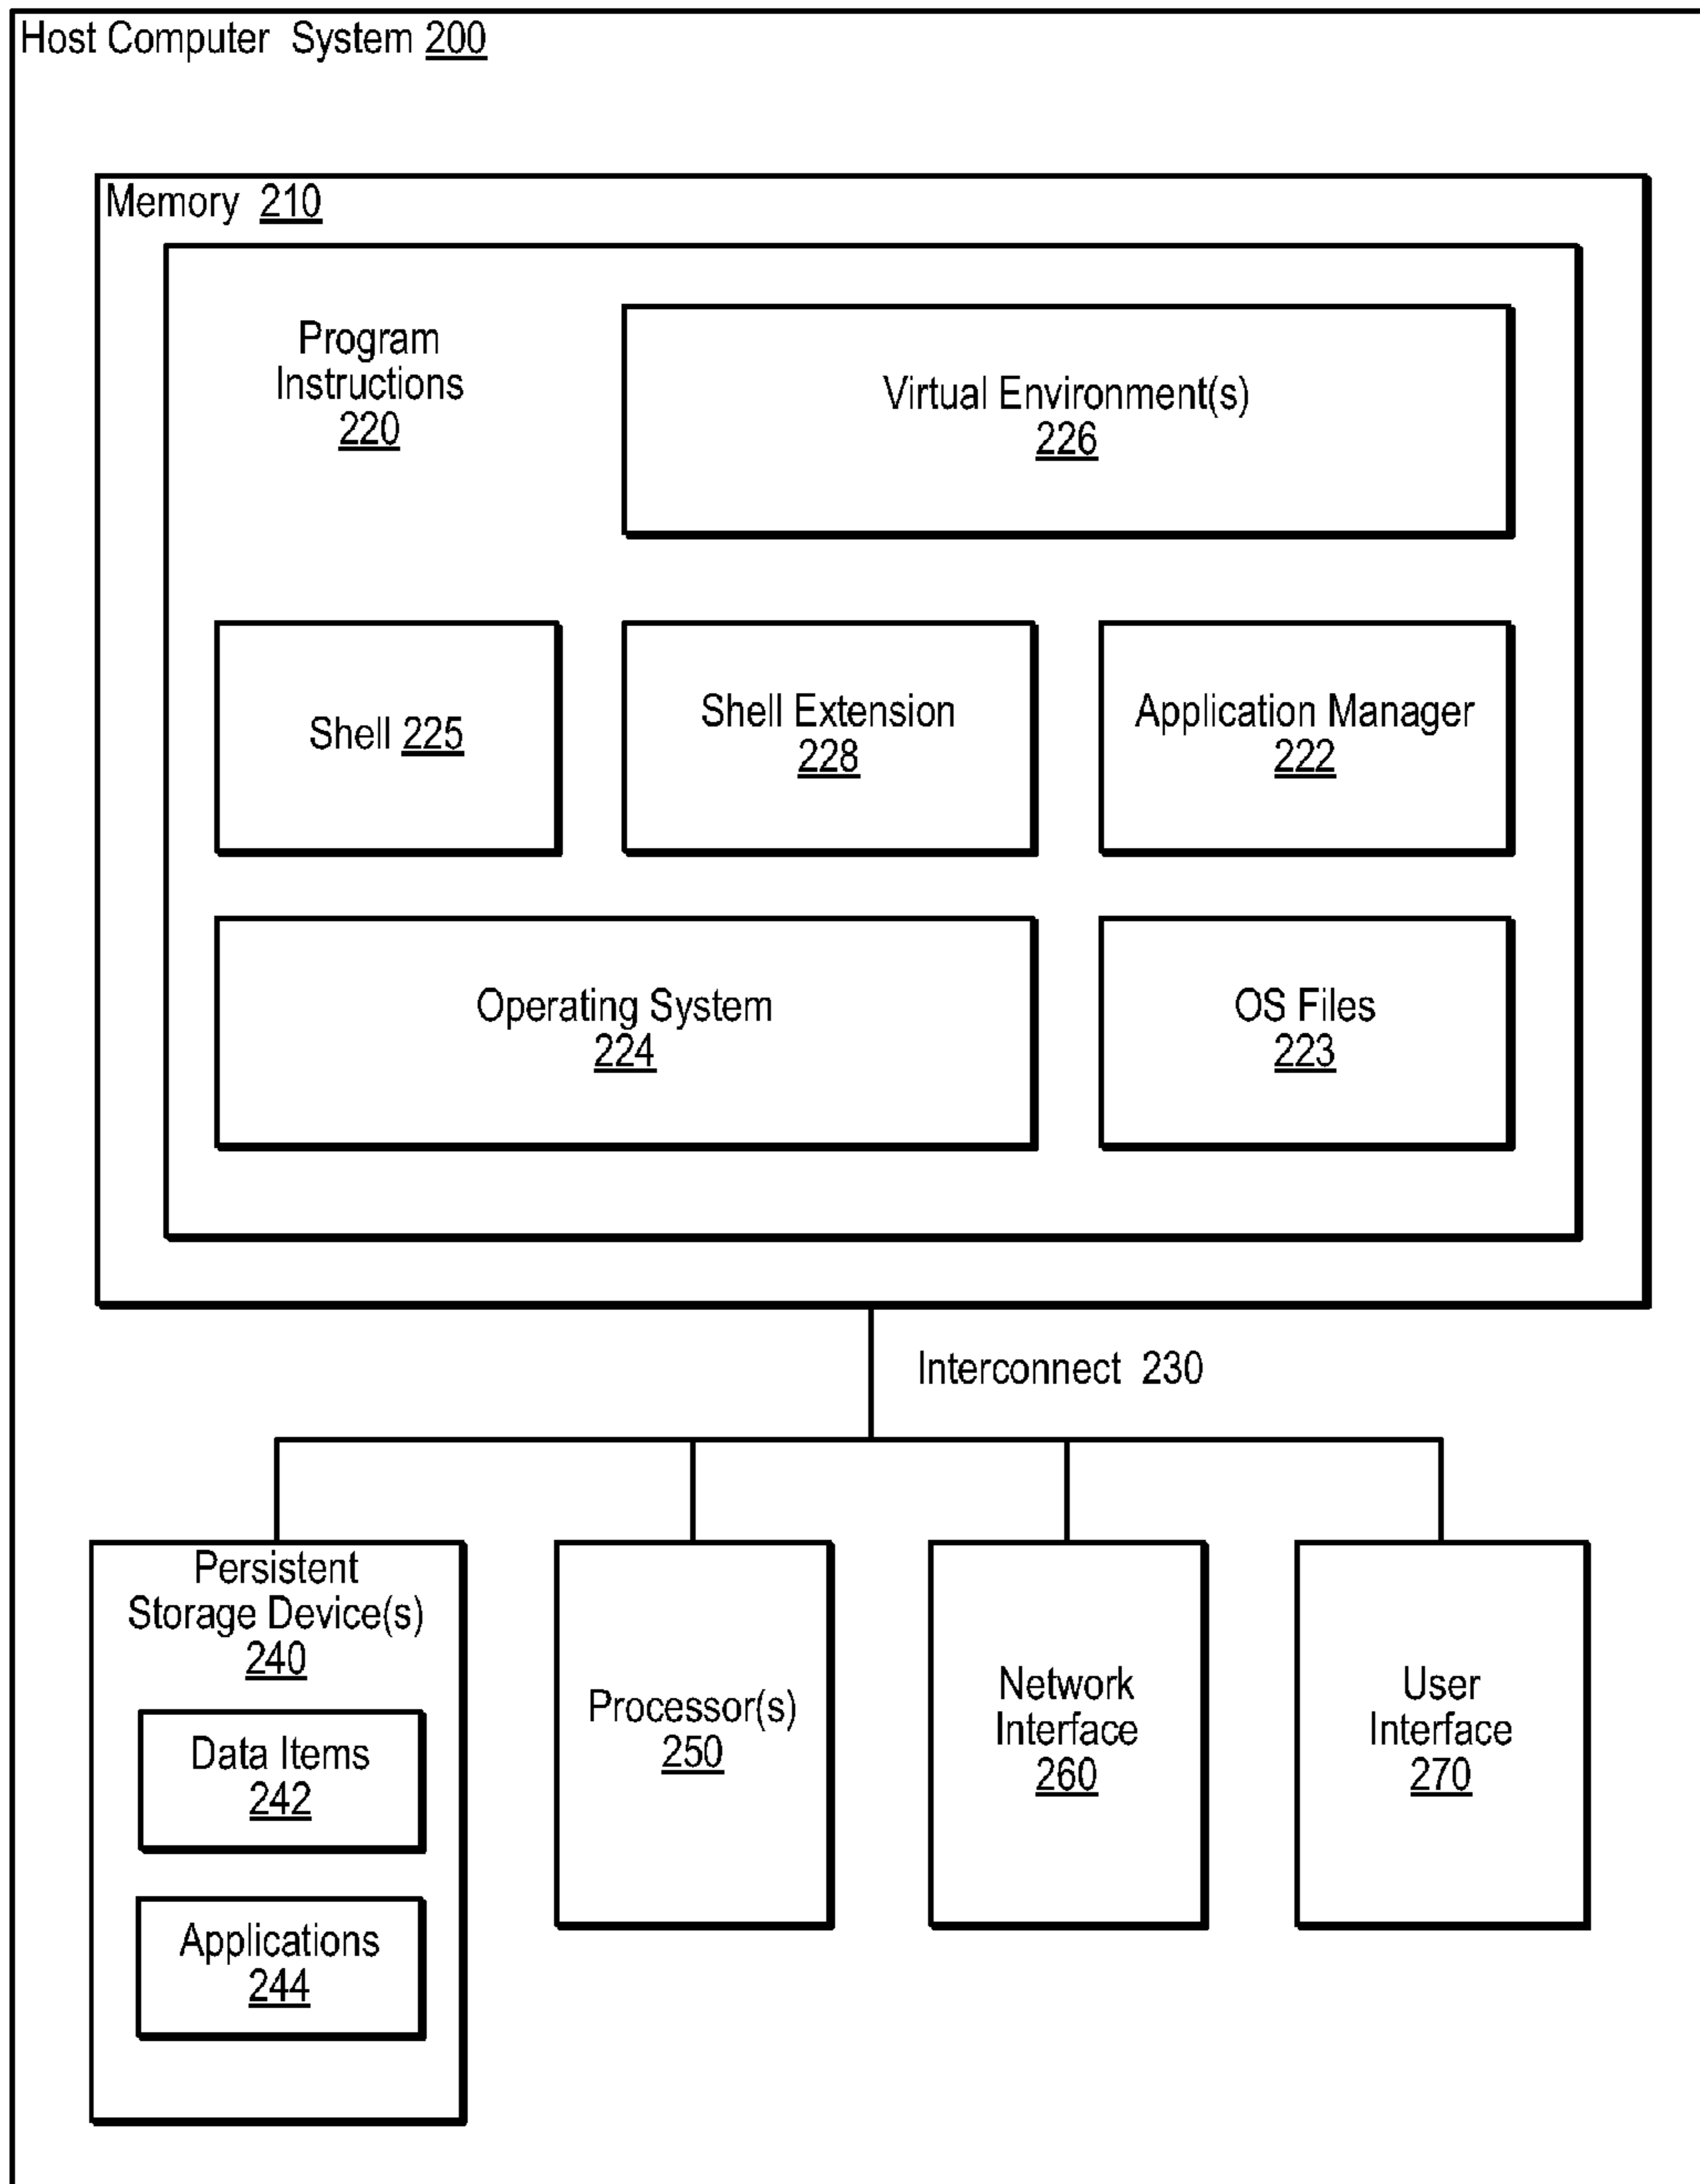 Host Computer System 200
Memory 210
Program
Instructions
220
Virtual Environment(s)
226
Shell 225
Shell Extension
228
Application Manager
222
Operating System
224
OS Files
223
Interconnect 230
Persistent
Storage Device(s)
240
Data Items
242
Applications
244
Processor(s)
250
Network
Interface
260
User
Interface
270